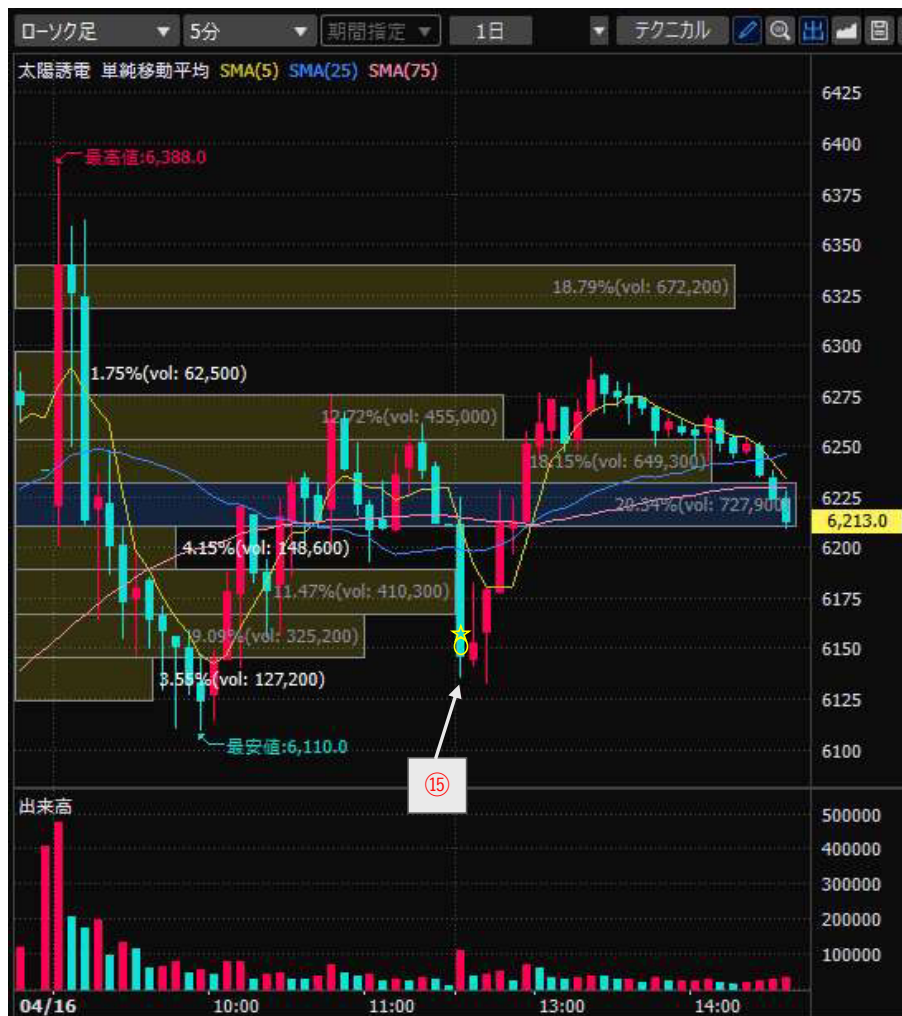 ローソク足 5分 期間指定 1日 テクニカル 出
太陽誘電 単純移動平均 SMA(5) SMA(25) SMA(75)
6425
6400
最高値:6,388.0
6375
6350
6325
18.79%(vol: 672,200)
6300
1.75%(vol: 62,500)
6275
12.72%(vol: 455,000)
6250
18.15%(vol: 649,300)
6225
20.34%(vol: 727,900)
6,213.0
6200
4.15%(vol: 148,600)
6175
11.47%(vol: 410,300)
9.09%(vol: 325,200)
6150
3.55%(vol: 127,200)
6125
最安値:6,110.0
6100
⑮
出来高
500000
400000
300000
200000
100000
04/16 10:00 11:00 13:00 14:00